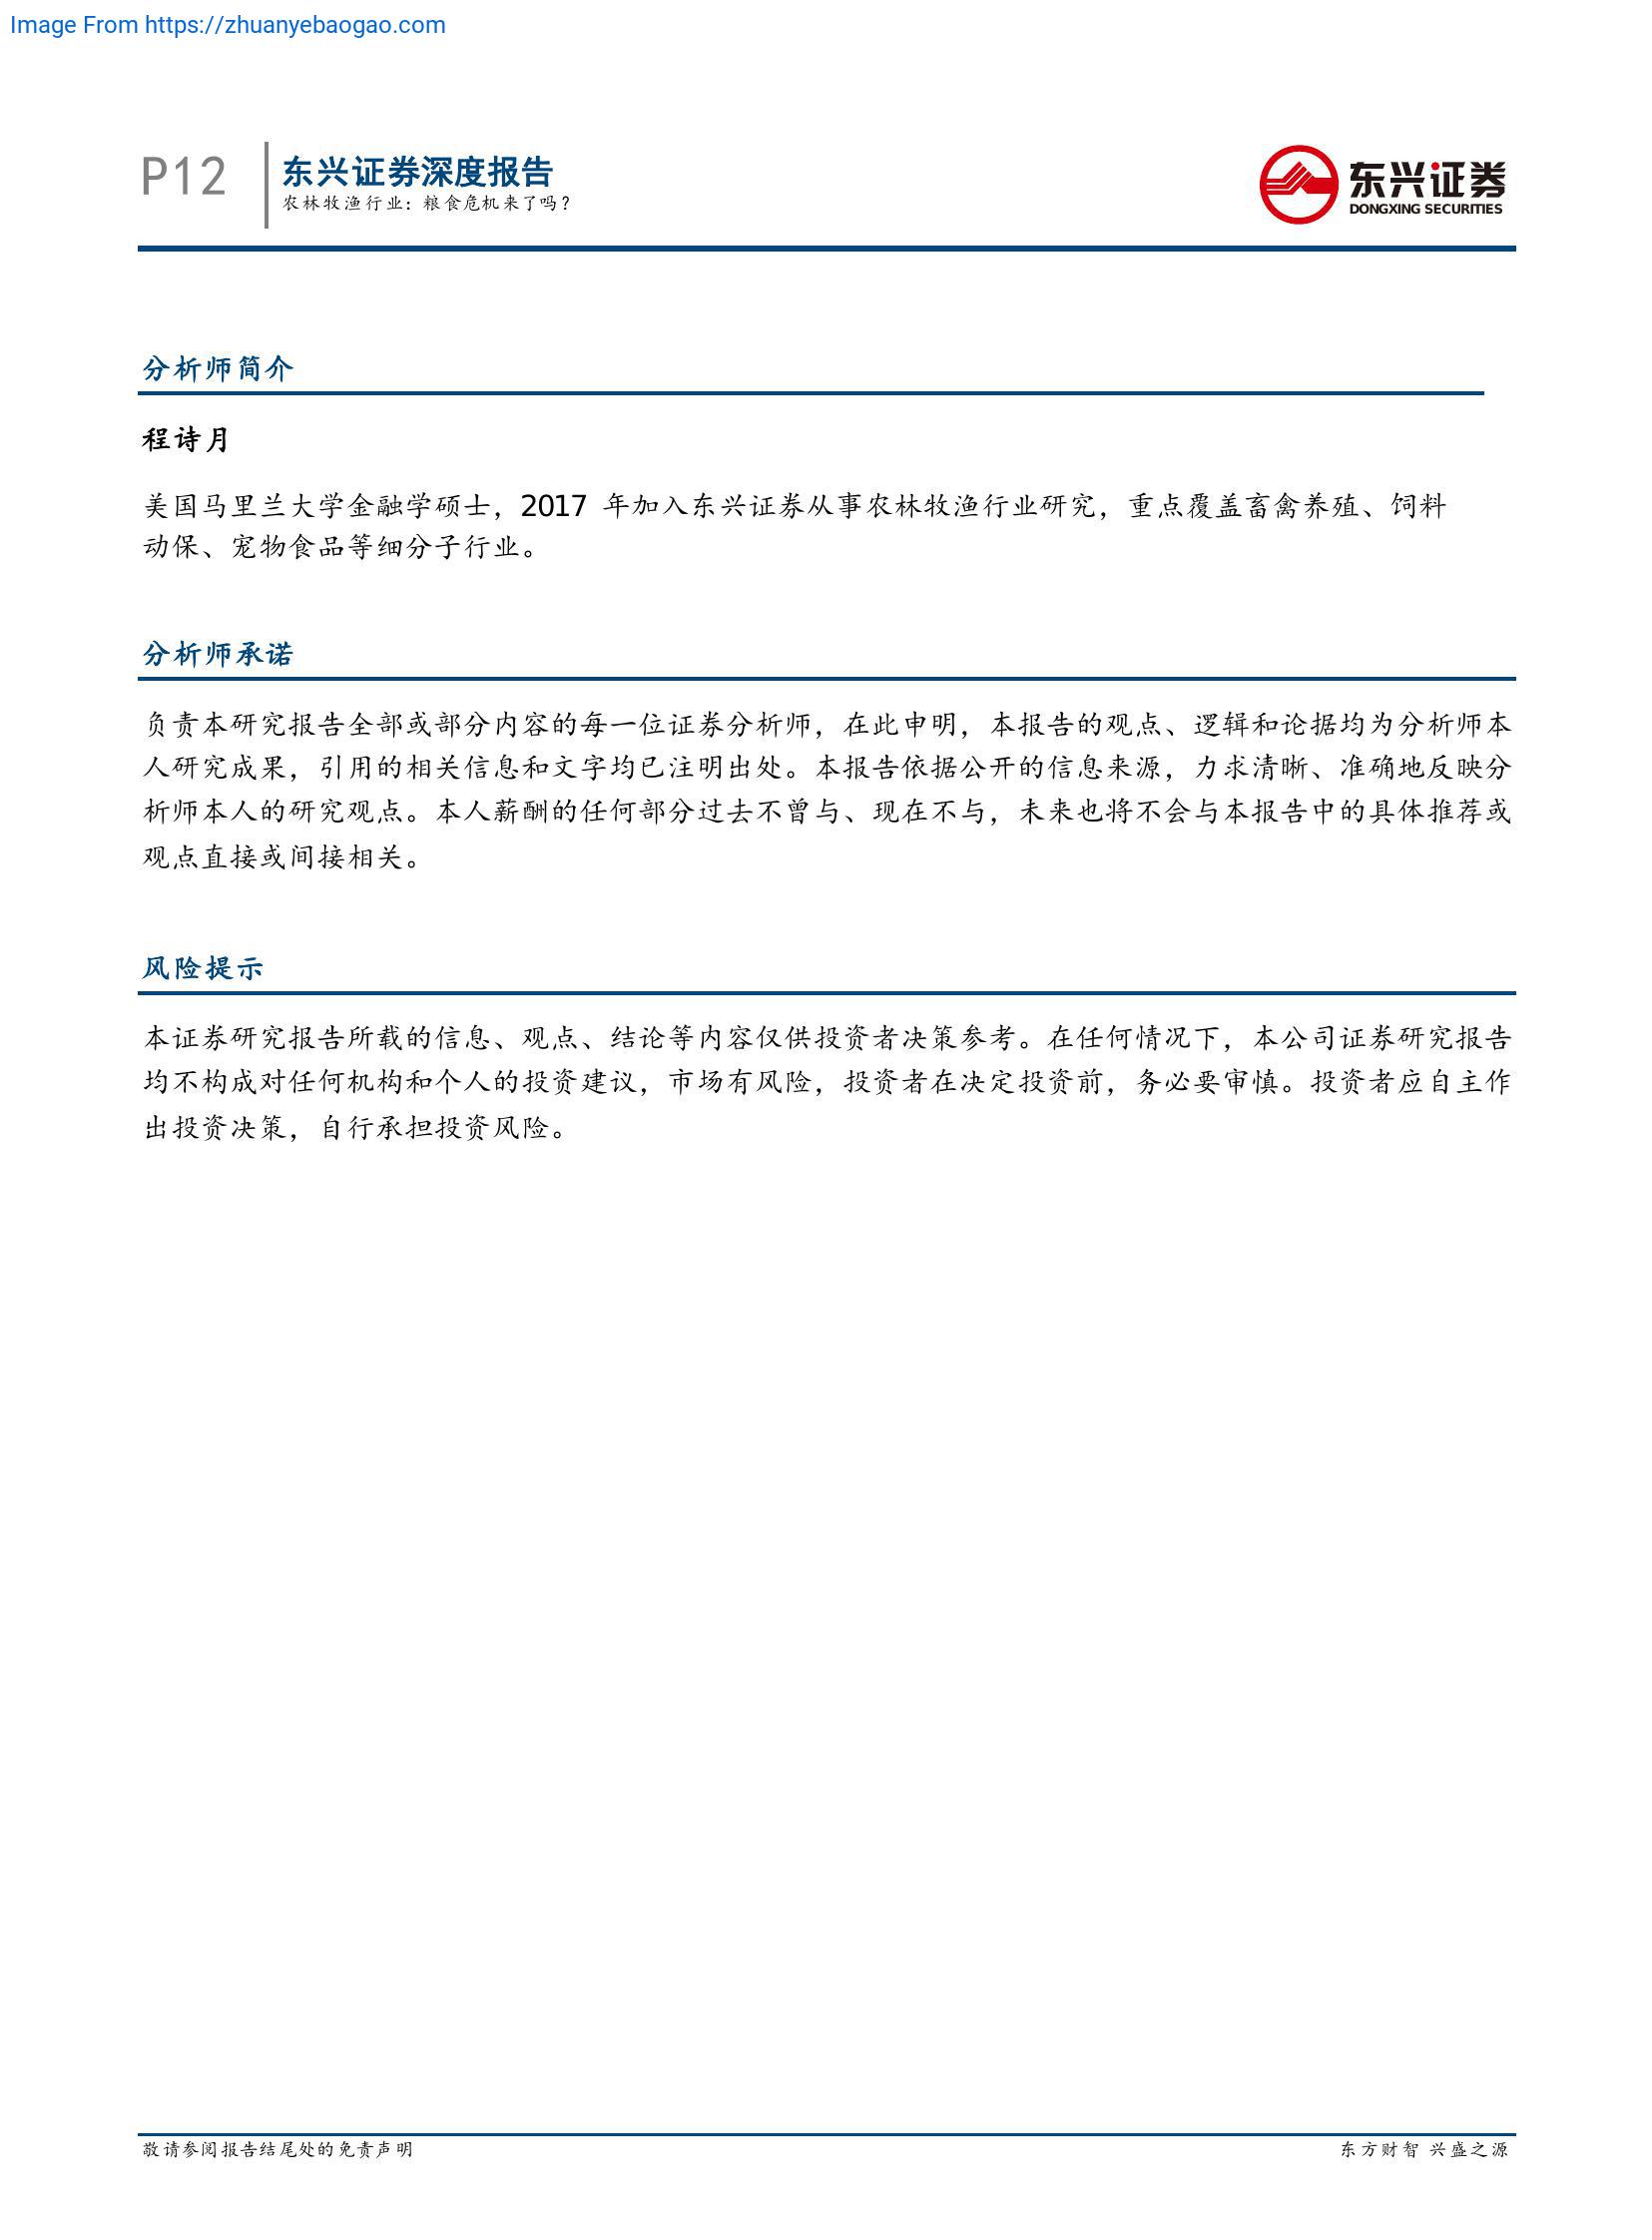 Image From https://zhuanyebaogao.com
P12
东兴证券深度报告
农林牧渔行业：粮食危机来了吗？
东兴证券
DONGXING SECURITIES
分析师简介
程诗月
美国马里兰大学金融学硕士，2017 年加入东兴证券从事农林牧渔行业研究，重点覆盖畜禽养殖、饲料
动保、宠物食品等细分子行业。
分析师承诺
负责本研究报告全部或部分内容的每一位证券分析师，在此申明，本报告的观点、逻辑和论据均为分析师本
人研究成果，引用的相关信息和文字均已注明出处。本报告依据公开的信息来源，力求清晰、准确地反映分
析师本人的研究观点。本人薪酬的任何部分过去不曾与、现在不与，未来也将不会与本报告中的具体推荐或
观点直接或间接相关。
风险提示
本证券研究报告所载的信息、观点、结论等内容仅供投资者决策参考。在任何情况下，本公司证券研究报告
均不构成对任何机构和个人的投资建议，市场有风险，投资者在决定投资前，务必要审慎。投资者应自主作
出投资决策，自行承担投资风险。
敬请参阅报告结尾处的免责声明
东方财智 兴盛之源